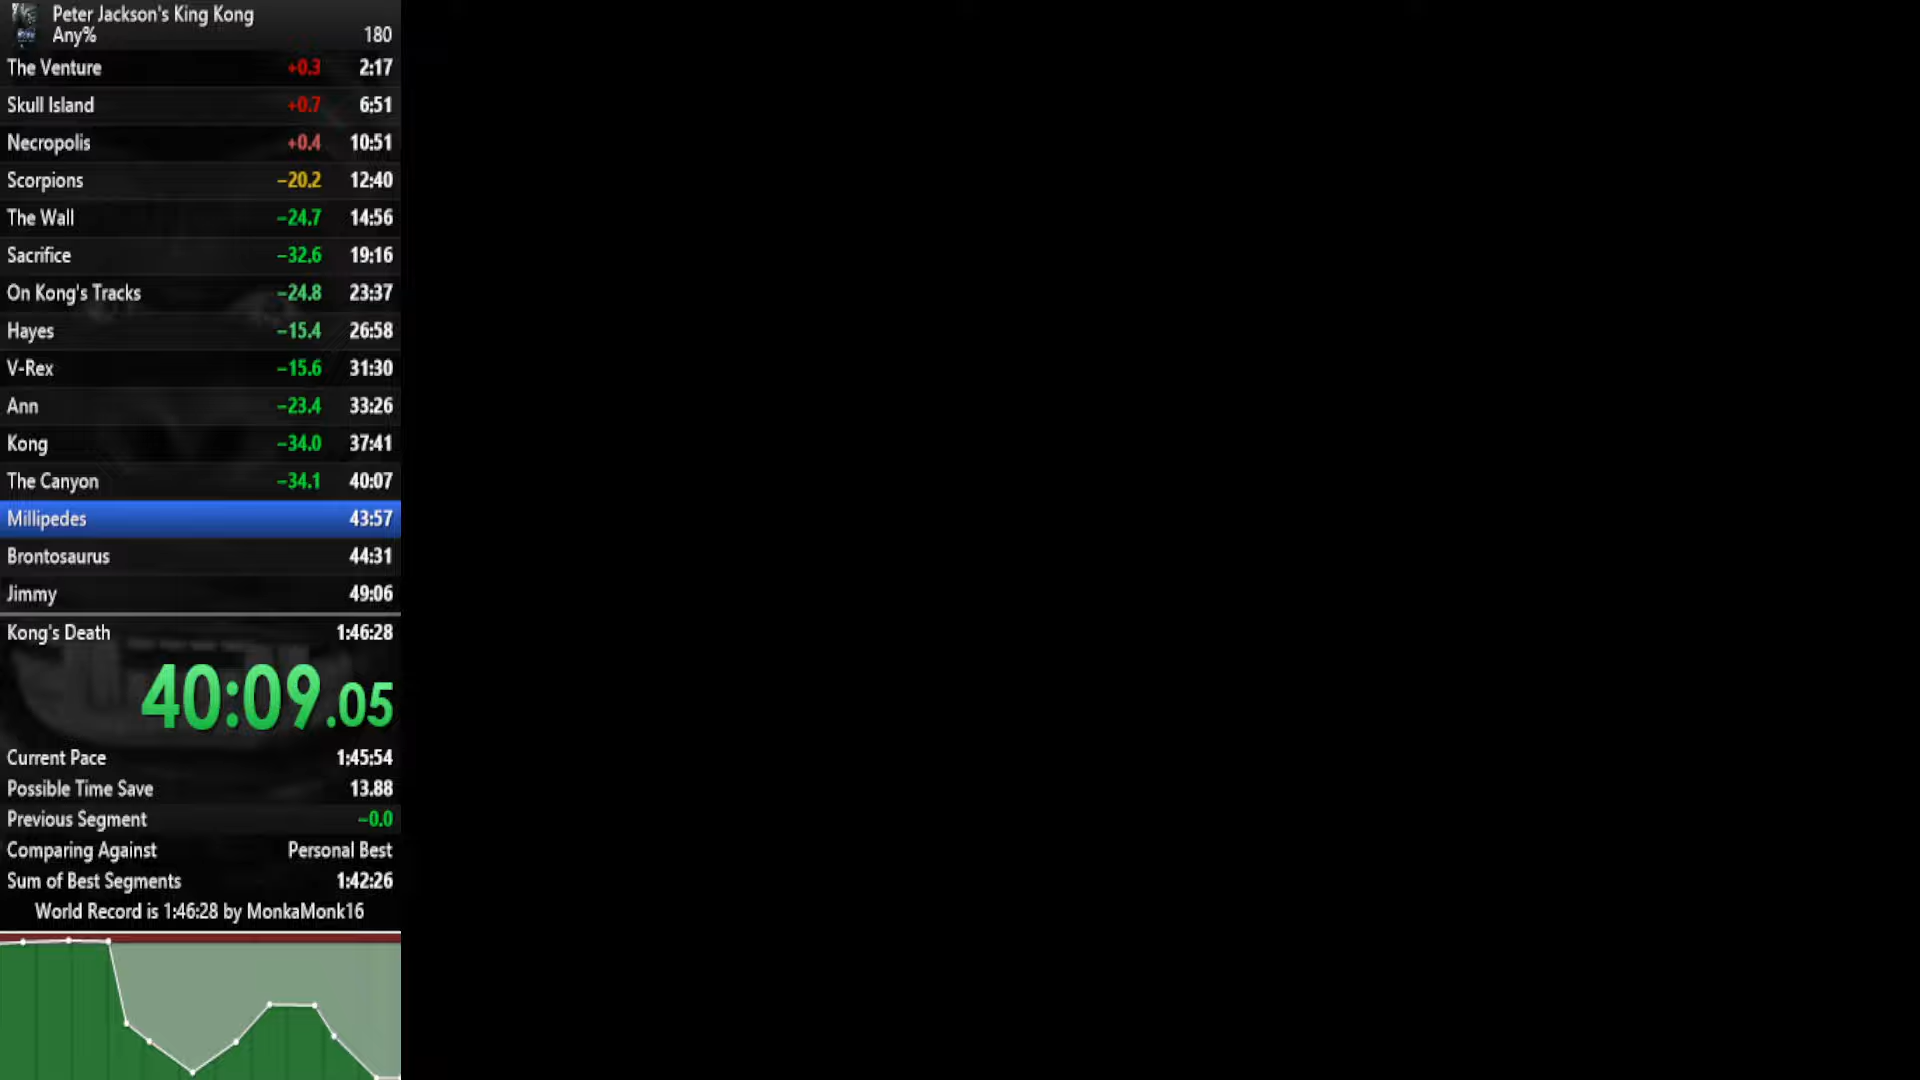 Peter Jackson's King Kong
Any% 180
The Venture +0.3 2:17
Skull Island +0.7 6:51
Necropolis +0.4 10:51
Scorpions −20.2 12:40
The Wall −24.7 14:56
Sacrifice −32.6 19:16
On Kong's Tracks −24.8 23:37
Hayes −15.4 26:58
V-Rex −15.6 31:30
Ann −23.4 33:26
Kong −34.0 37:41
The Canyon −34.1 40:07
Millipedes 43:57
Brontosaurus 44:31
Jimmy 49:06
Kong's Death 1:46:28
40:09.05
Current Pace 1:45:54
Possible Time Save 13.88
Previous Segment −0.0
Comparing Against Personal Best
Sum of Best Segments 1:42:26
World Record is 1:46:28 by MonkaMonk16